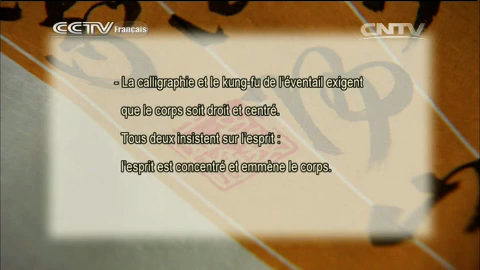 CCTV Français
CNTV
- La calligraphie et le kung-fu de l'éventail exigent
que le corps soit droit et centré.
Tous deux insistent sur l'esprit :
l'esprit est concentré et emmène le corps.